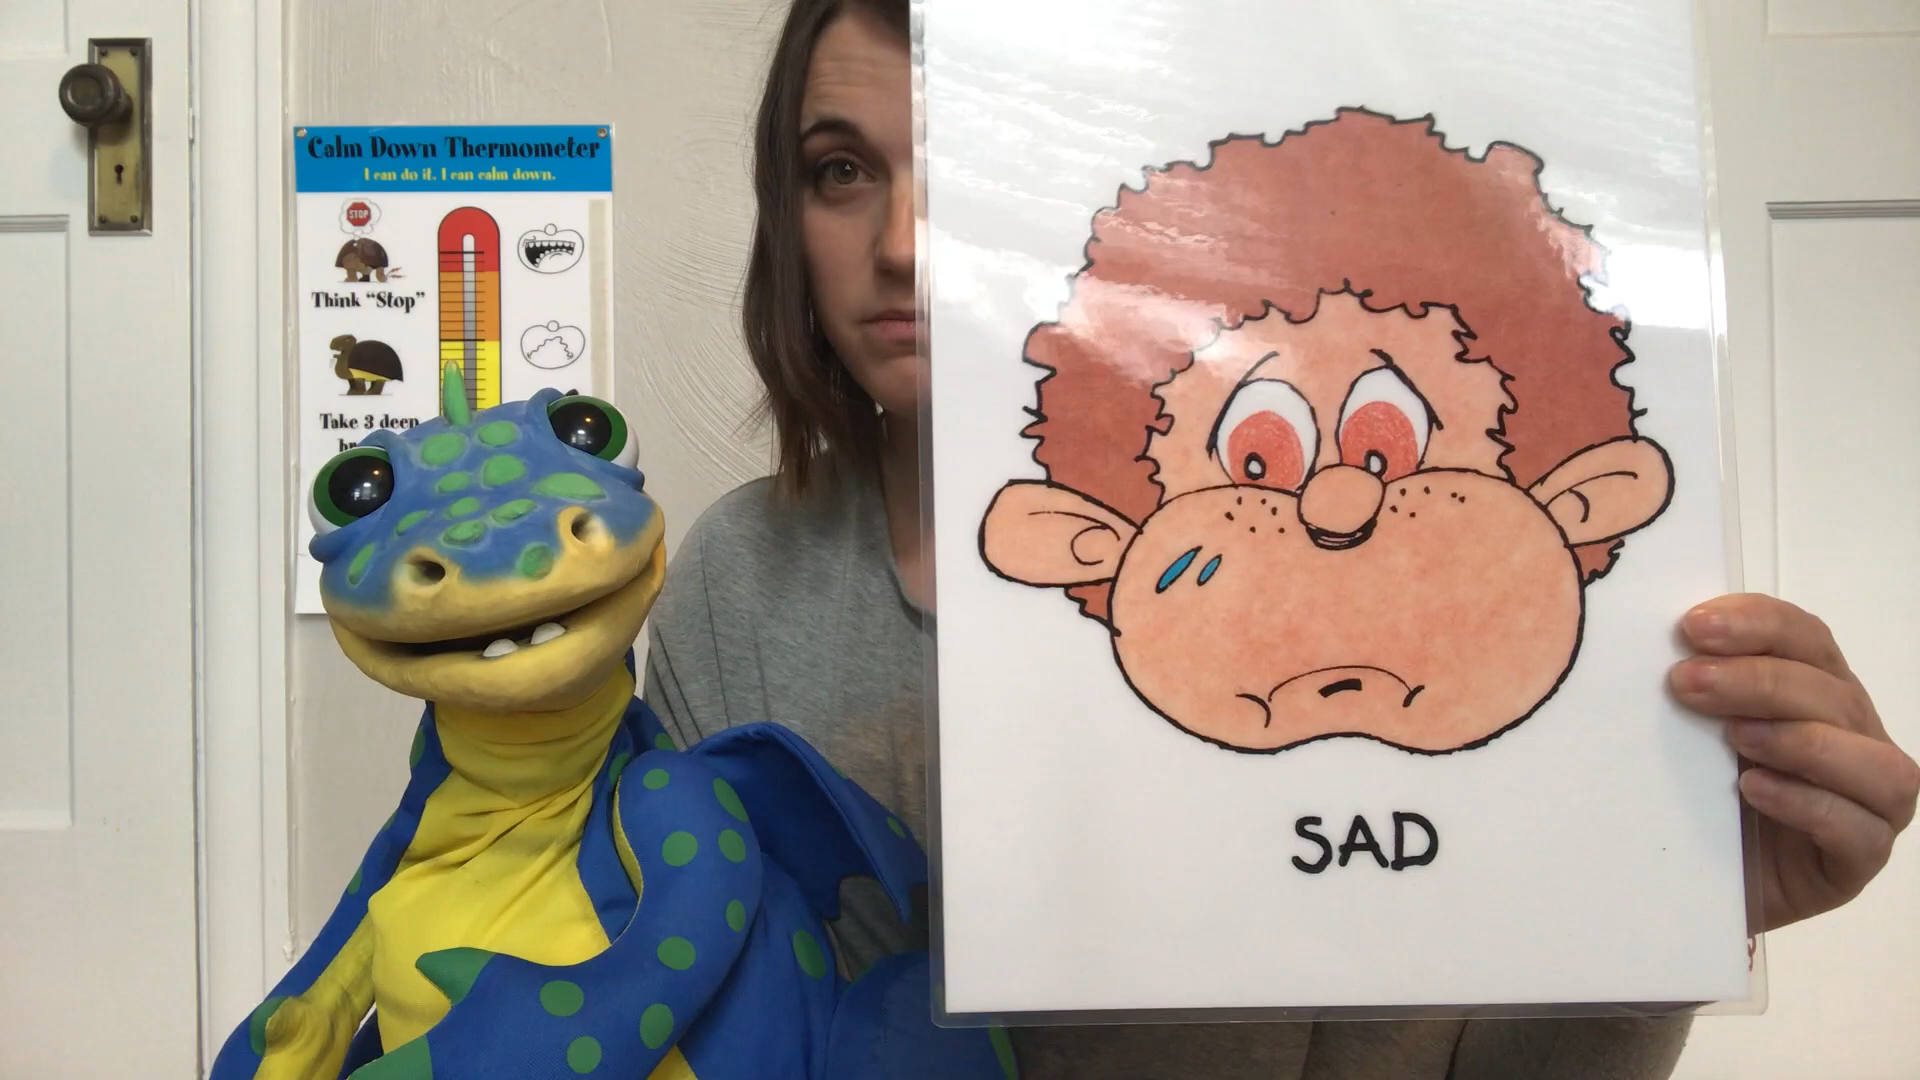 Calm Down Thermometer
I can do it. I can calm down.
STOP
Think “Stop”
Take 3 deep
SAD